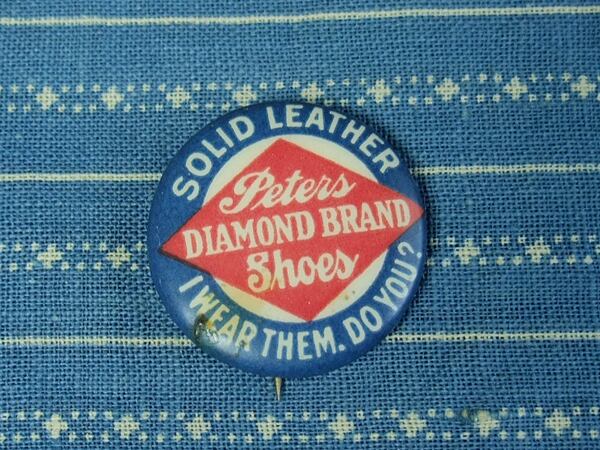 SOLID LEATHER
Peters
DIAMOND BRAND
Shoes
I WEAR THEM. DO YOU?